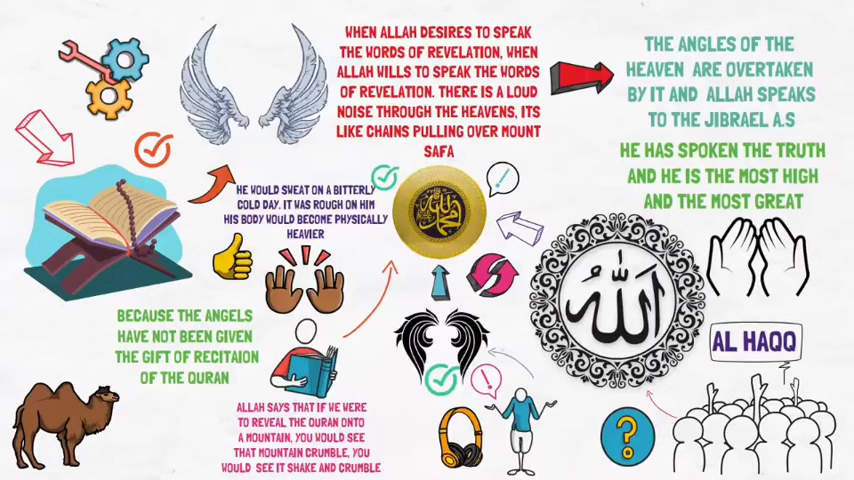 WHEN ALLAH DESIRES TO SPEAK
THE WORDS OF REVELATION, WHEN
ALLAH WILLS TO SPEAK THE WORDS
OF REVELATION. THERE IS A LOUD
NOISE THROUGH THE HEAVENS, ITS
LIKE CHAINS PULLING OVER MOUNT
SAFA
THE ANGLES OF THE
HEAVEN ARE OVERTAKEN
BY IT AND ALLAH SPEAKS
TO THE JIBRAEL A.S
HE HAS SPOKEN THE TRUTH
AND HE IS THE MOST HIGH
AND THE MOST GREAT
HE WOULD SWEAT ON A BITTERLY
COLD DAY. IT WAS ROUGH ON HIM
HIS BODY WOULD BECOME PHYSICALLY
HEAVIER
!
الله
AL HAQQ
BECAUSE THE ANGELS
HAVE NOT BEEN GIVEN
THE GIFT OF RECITAION
OF THE QURAN
!
?
ALLAH SAYS THAT IF WE WERE
TO REVEAL THE QURAN ONTO
A MOUNTAIN, YOU WOULD SEE
THAT MOUNTAIN CRUMBLE, YOU
WOULD SEE IT SHAKE AND CRUMBLE